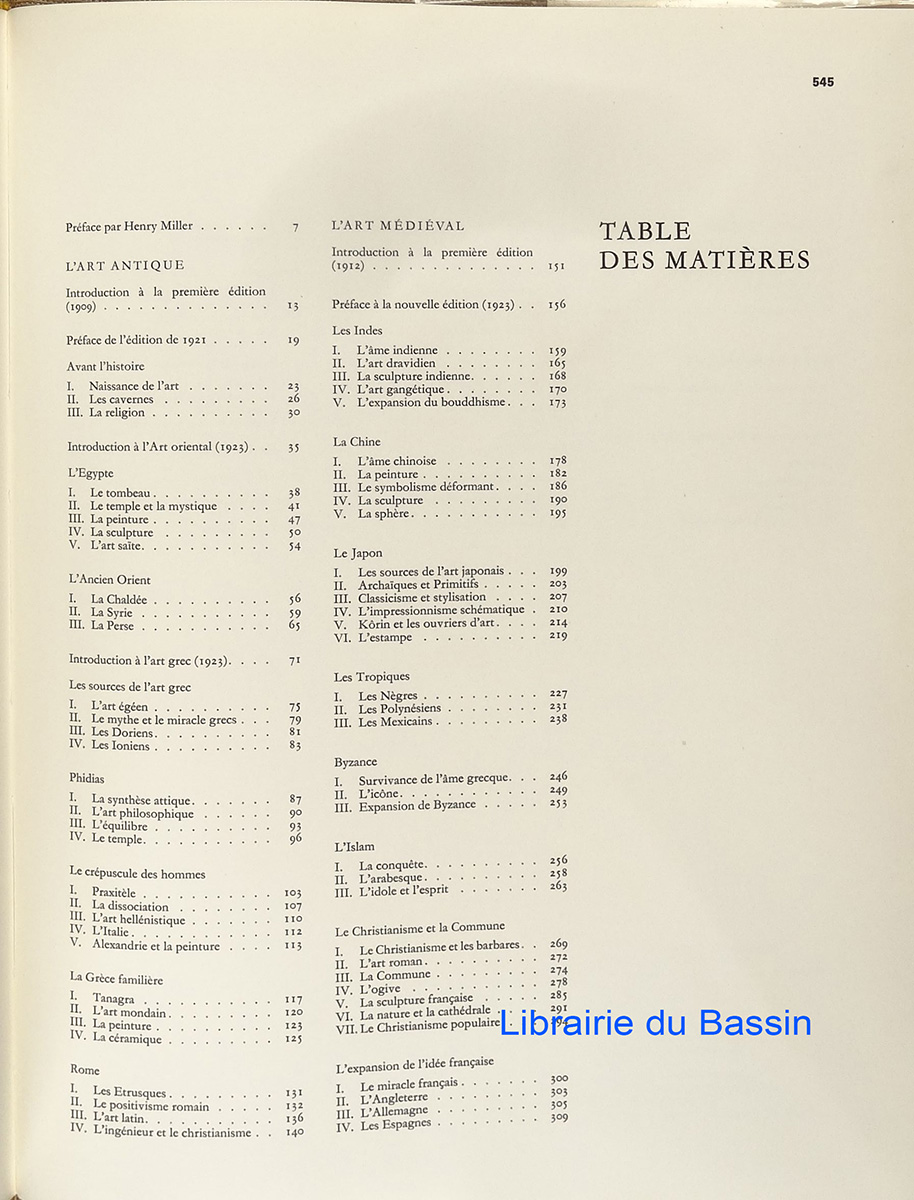 545
TABLE
DES MATIÈRES
Préface par Henry Miller . . . . . . 7
L'ART ANTIQUE
Introduction à la première édition
(1909) . . . . . . . . . . . . . . 13
Préface de l'édition de 1921 . . . . . 19
Avant l'histoire
I. Naissance de l'art . . . . . . . 23
II. Les cavernes . . . . . . . . . 26
III. La religion . . . . . . . . . . 30
Introduction à l'Art oriental (1923) . . 35
L'Egypte
I. Le tombeau . . . . . . . . . . 38
II. Le temple et la mystique . . . . 41
III. La peinture . . . . . . . . . . 47
IV. La sculpture . . . . . . . . . 50
V. L'art saïte. . . . . . . . . . . 54
L'Ancien Orient
I. La Chaldée . . . . . . . . . . 56
II. La Syrie . . . . . . . . . . . 59
III. La Perse . . . . . . . . . . . 65
Introduction à l'art grec (1923). . . . 71
Les sources de l'art grec
I. L'art égéen . . . . . . . . . . 75
II. Le mythe et le miracle grecs . . . 79
III. Les Doriens. . . . . . . . . . 81
IV. Les Ioniens . . . . . . . . . . 83
Phidias
I. La synthèse attique. . . . . . . 87
II. L'art philosophique . . . . . . 90
III. L'équilibre . . . . . . . . . . 93
IV. Le temple. . . . . . . . . . . 96
Le crépuscule des hommes
I. Praxitèle . . . . . . . . . . . 103
II. La dissociation . . . . . . . . 107
III. L'art hellénistique . . . . . . . 110
IV. L'Italie. . . . . . . . . . . . 112
V. Alexandrie et la peinture . . . . 113
La Grèce familière
I. Tanagra . . . . . . . . . . . 117
II. L'art mondain. . . . . . . . . 120
III. La peinture . . . . . . . . . . 123
IV. La céramique . . . . . . . . . 125
Rome
I. Les Etrusques. . . . . . . . . 131
II. Le positivisme romain . . . . . 132
III. L'art latin. . . . . . . . . . . 136
IV. L'ingénieur et le christianisme . . 140
L'ART MÉDIÉVAL
Introduction à la première édition
(1912) . . . . . . . . . . . . . . 151
Préface à la nouvelle édition (1923) . . 156
Les Indes
I. L'âme indienne . . . . . . . . 159
II. L'art dravidien . . . . . . . . 165
III. La sculpture indienne. . . . . . 168
IV. L'art gangétique . . . . . . . . 170
V. L'expansion du bouddhisme. . . 173
La Chine
I. L'âme chinoise . . . . . . . . 178
II. La peinture . . . . . . . . . . 182
III. Le symbolisme déformant. . . . 186
IV. La sculpture . . . . . . . . . 190
V. La sphère. . . . . . . . . . . 195
Le Japon
I. Les sources de l'art japonais . . . 199
II. Archaïques et Primitifs . . . . . 203
III. Classicisme et stylisation . . . . 207
IV. L'impressionnisme schématique . 210
V. Kôrin et les ouvriers d'art. . . . 214
VI. L'estampe . . . . . . . . . . 219
Les Tropiques
I. Les Nègres . . . . . . . . . . 227
II. Les Polynésiens . . . . . . . . 231
III. Les Mexicains . . . . . . . . . 238
Byzance
I. Survivance de l'âme grecque. . . 246
II. L'icône. . . . . . . . . . . . 249
III. Expansion de Byzance . . . . . 253
L'Islam
I. La conquête. . . . . . . . . . 256
II. L'arabesque. . . . . . . . . . 258
III. L'idole et l'esprit . . . . . . . 263
Le Christianisme et la Commune
I. Le Christianisme et les barbares. . 269
II. L'art roman. . . . . . . . . . 272
III. La Commune . . . . . . . . . 274
IV. L'ogive . . . . . . . . . . . 278
V. La sculpture française . . . . . 285
VI. La nature et la cathédrale . . . . 291
VII. Le Christianisme populaire
L'expansion de l'idée française
I. Le miracle français . . . . . . . 300
II. L'Angleterre . . . . . . . . . 303
III. L'Allemagne . . . . . . . . . 305
IV. Les Espagnes . . . . . . . . . 309
Librairie du Bassin